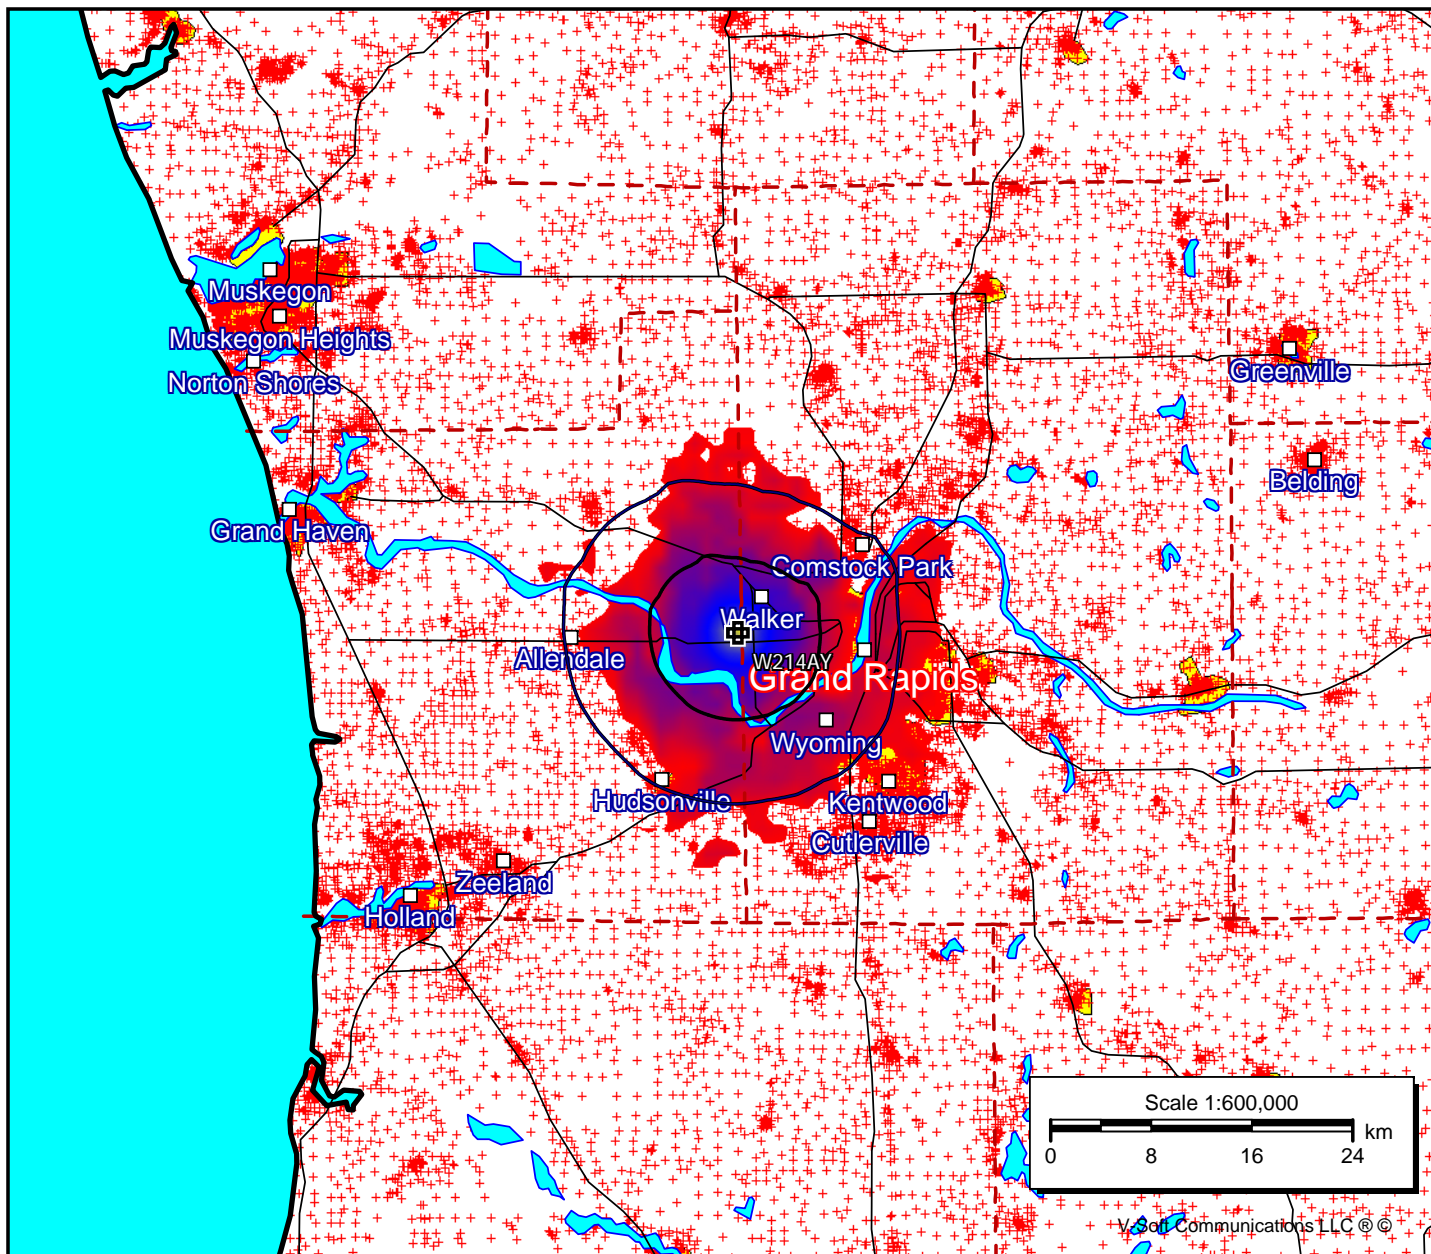 Muskegon
Muskegon Heights
Norton Shores
Greenville
Belding
Grand Haven
Comstock Park
Walker
Allendale
W214AY
Grand Rapids
Wyoming
Hudsonville
Kentwood
Cutlerville
Zeeland
Holland
Scale 1:600,000
km
0 8 16 24
V-Soft Communications LLC ® ©